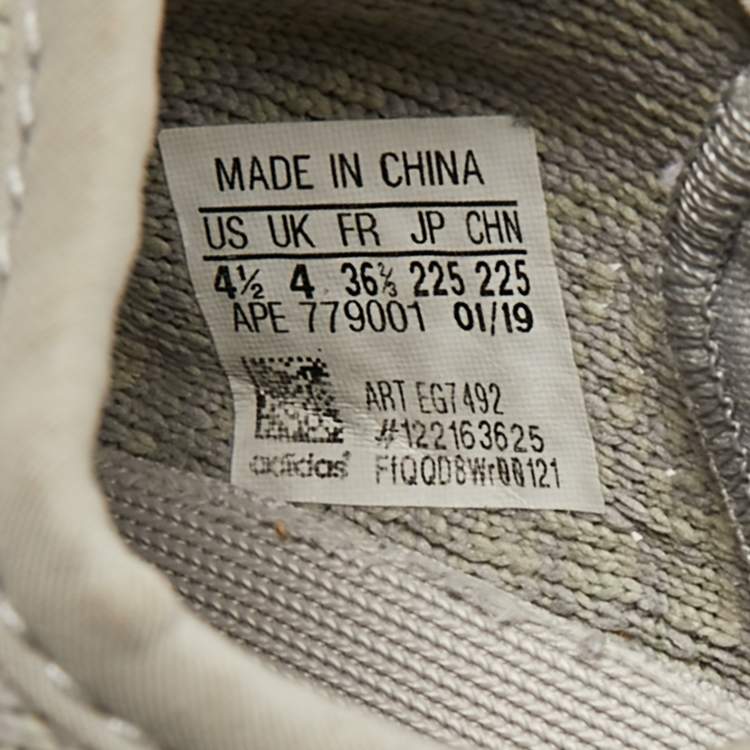 MADE IN CHINA
US UK FR JP CHN
4½ 4 36⅔ 225 225
APE 779001 01/19
ART EG7492
#122163625
adidas